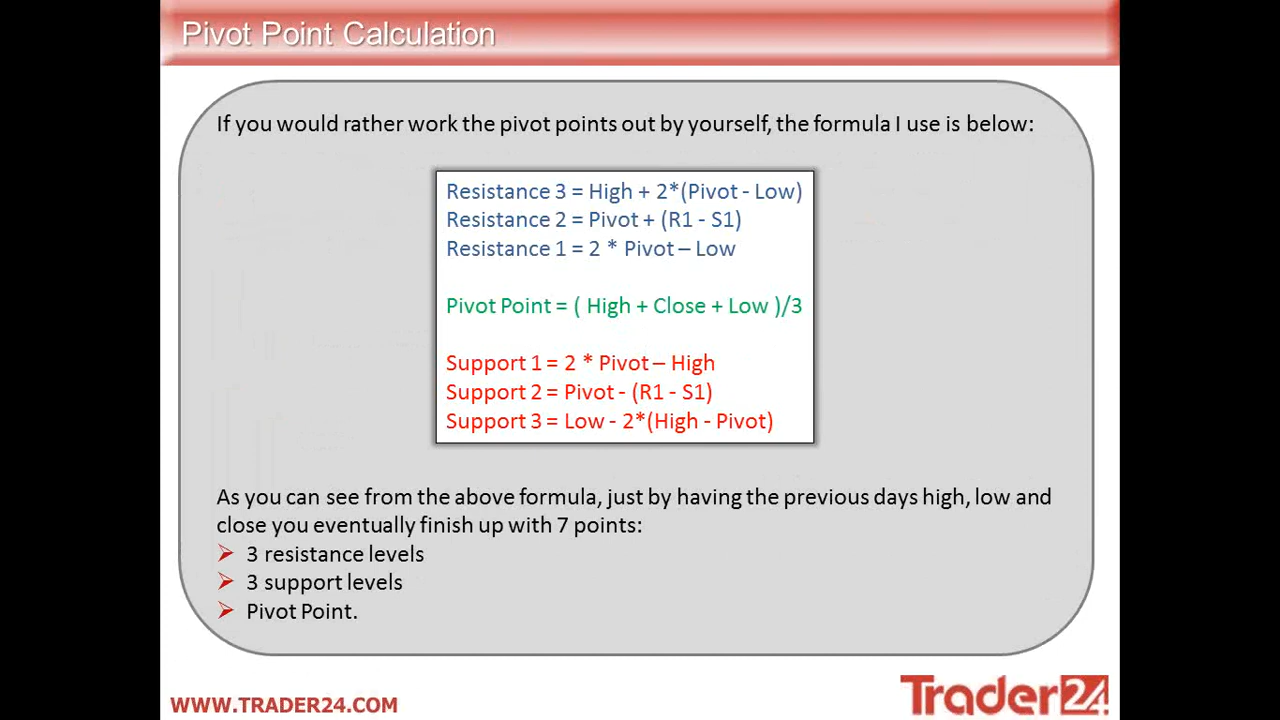 Pivot Point Calculation
If you would rather work the pivot points out by yourself, the formula I use is below:
Resistance 3 = High + 2*(Pivot - Low)
Resistance 2 = Pivot + (R1 - S1)
Resistance 1 = 2 * Pivot – Low
Pivot Point = ( High + Close + Low )/3
Support 1 = 2 * Pivot – High
Support 2 = Pivot - (R1 - S1)
Support 3 = Low - 2*(High - Pivot)
As you can see from the above formula, just by having the previous days high, low and
close you eventually finish up with 7 points:
3 resistance levels
3 support levels
Pivot Point.
WWW.TRADER24.COM
Trader24